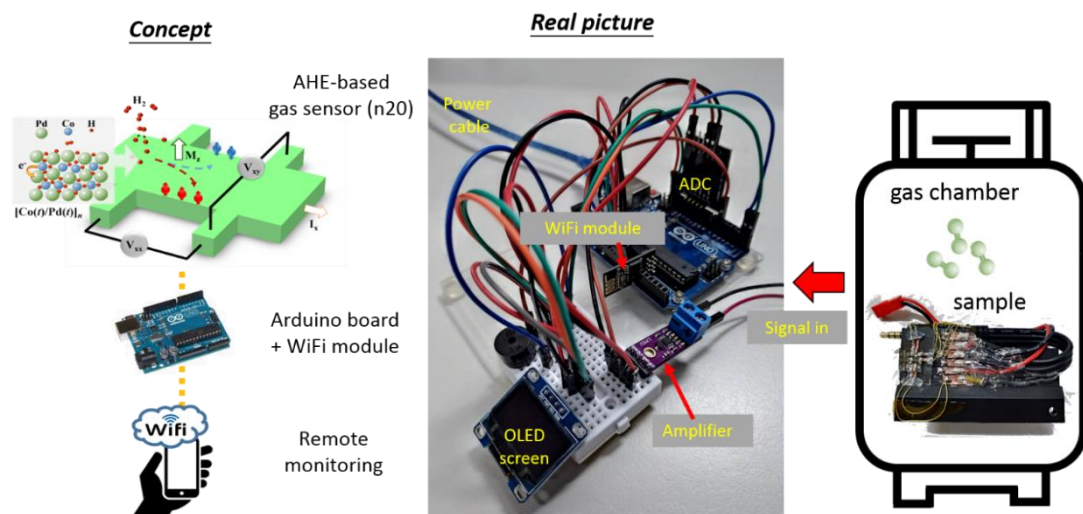 Concept
H2
Pd Co H
e-
[Co(t)/Pd(t)]n
Mz
Vxy
Vxx
Ix
AHE-based
gas sensor (n20)
Arduino board
+ WiFi module
Wifi
Remote
monitoring
Real picture
Power
cable
ADC
WiFi module
UNO
Signal in
Amplifier
OLED
screen
gas chamber
sample